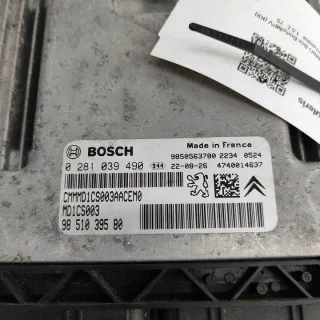 BOSCH
Made in France
0 281 039 490 944
9850563780 2234 0524
22-08-26 4740014637
CMMMD1CS003AACEM0
MD1CS003
98 510 395 80